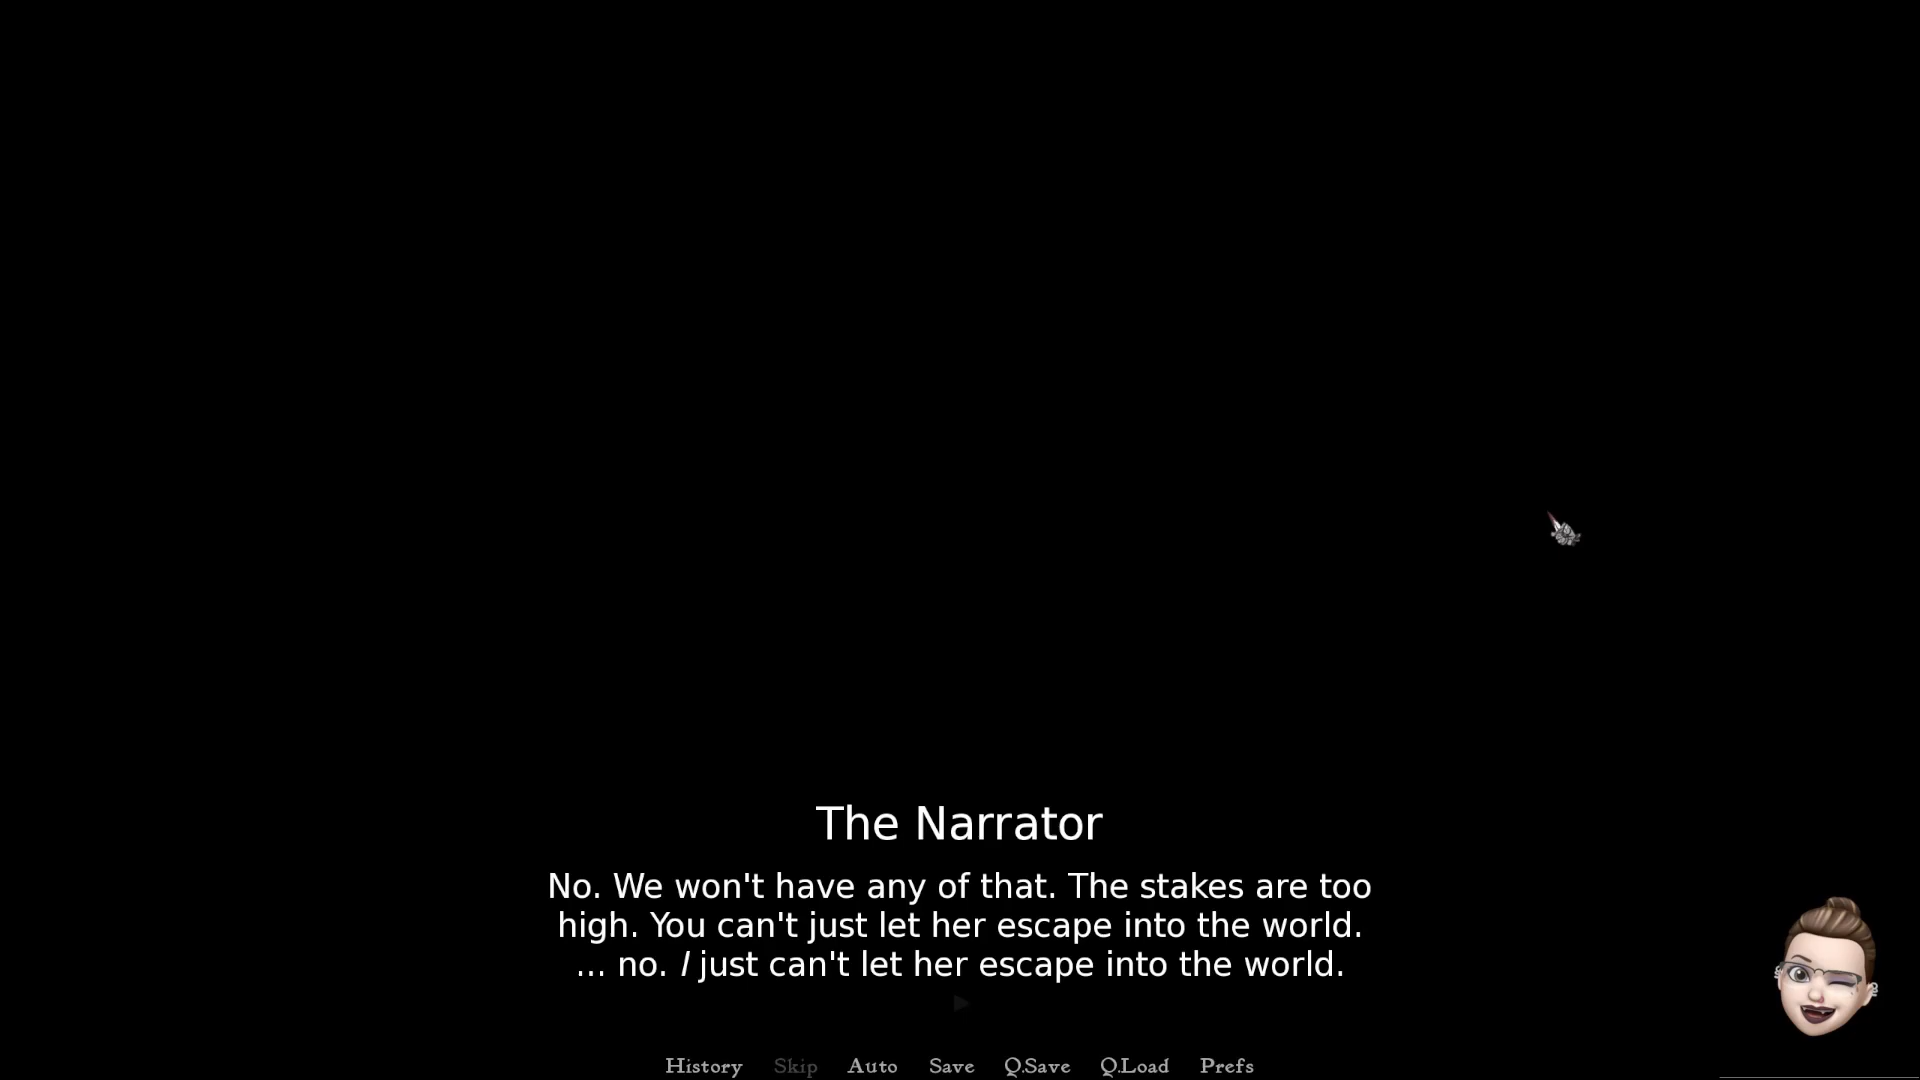 The Narrator
No. We won't have any of that. The stakes are too
high. You can't just let her escape into the world.
... no. I just can't let her escape into the world.
History Skip Auto Save Q.Save Q.Load Prefs